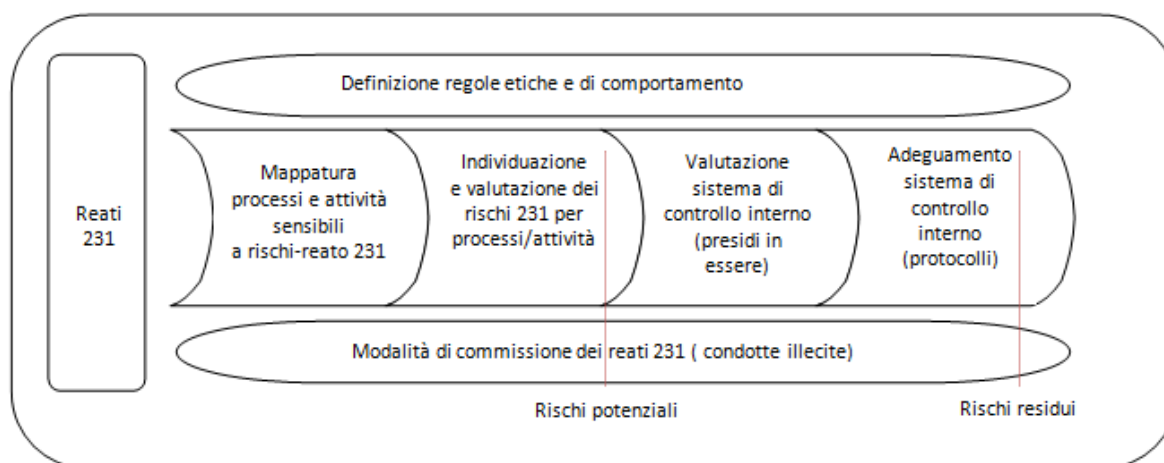 Definizione regole etiche e di comportamento
Reati
231
Mappatura
processi e attività
sensibili
a rischi-reato 231
Individuazione
e valutazione dei
rischi 231 per
processi/attività
Valutazione
sistema di
controllo interno
(presidi in
essere)
Adeguamento
sistema di
controllo
interno
(protocolli)
Modalità di commissione dei reati 231 ( condotte illecite)
Rischi potenziali
Rischi residui